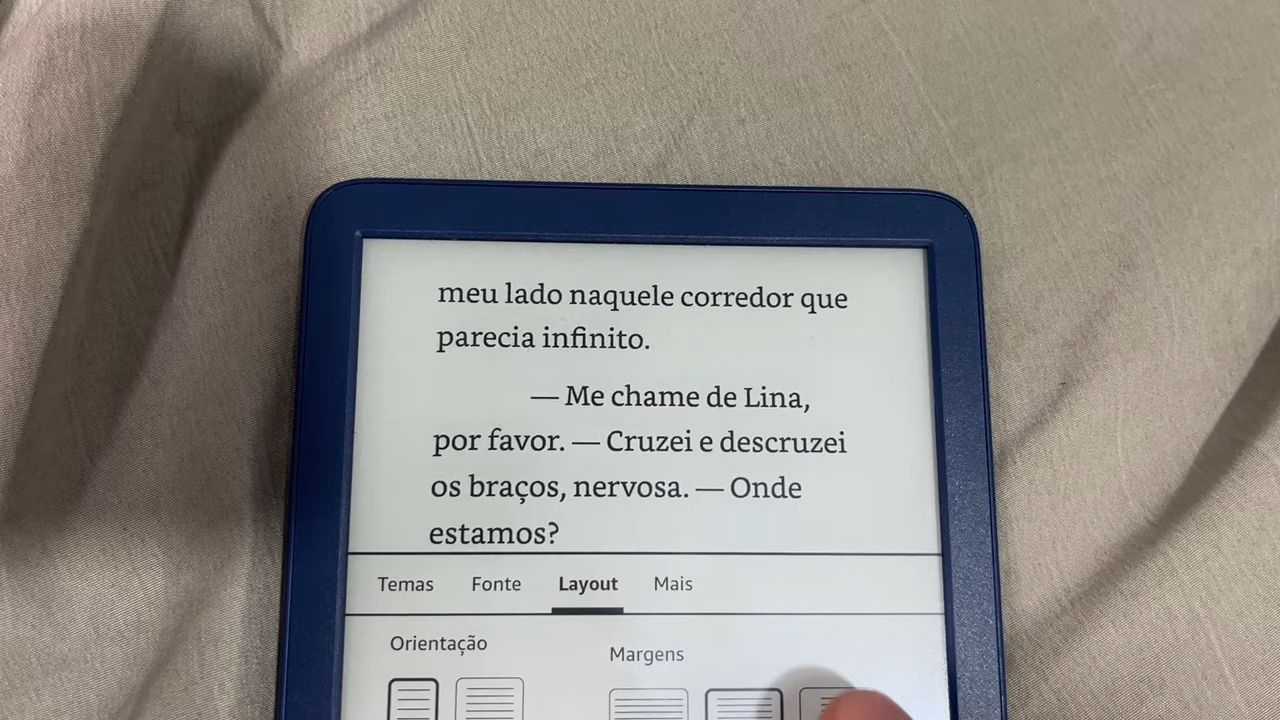 meu lado naquele corredor que
parecia infinito.
— Me chame de Lina,
por favor. — Cruzei e descruzei
os braços, nervosa. — Onde
estamos?
Temas Fonte Layout Mais
Orientação
Margens